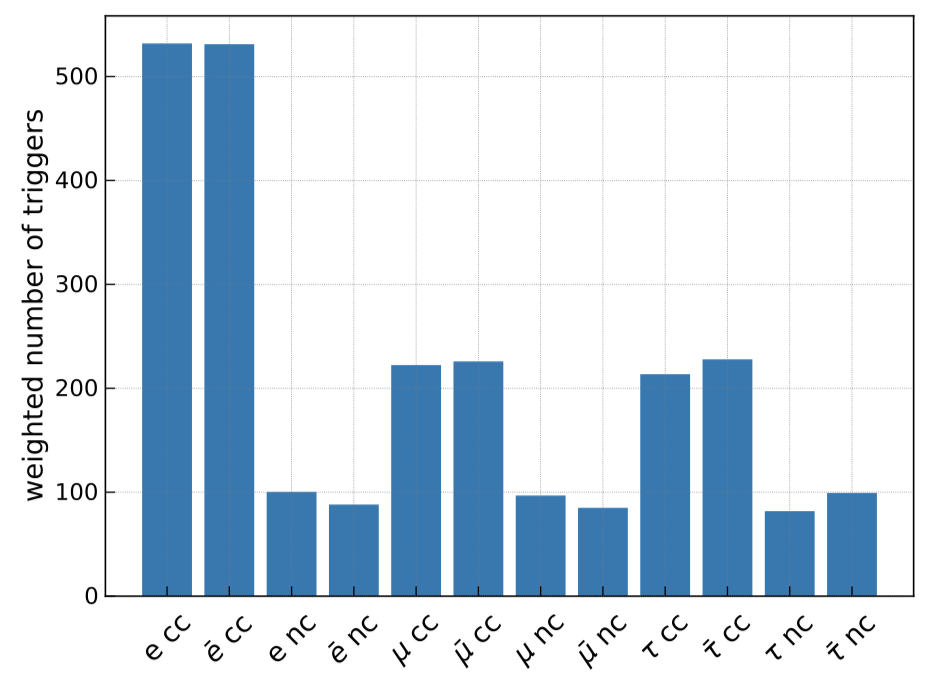 weighted number of triggers
500
400
300
200
100
0
e cc
ē cc
e nc
ē nc
μ cc
μ̄ cc
μ nc
μ̄ nc
τ cc
τ̄ cc
τ nc
τ̄ nc